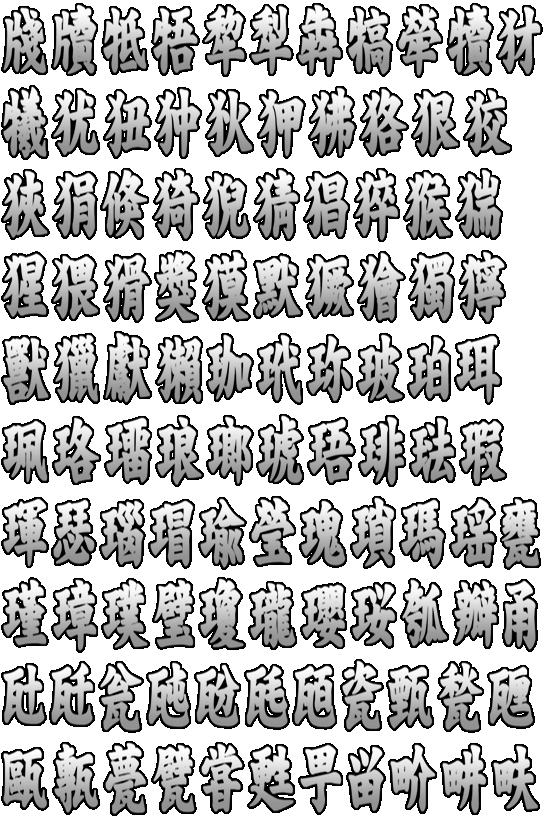 牋牘牴牾犂犁犇犒犖犢犲
犧犹狃狆狄狎狒狢狠狡
狹狷倏猗猊猜猖猝猴猯
猩猥猾獎獏默獗獪獨獰
獸獵獻獺珈玳珎玻珀珥
珮珞璢琅瑯琥珸琲琺瑕
琿瑟瑙瑁瑜瑩瑰瑣瑪瑶甕
瑾璋璞璧瓊瓏瓔珱瓠瓣甬
瓧瓩瓮瓲瓰瓱瓸瓷甄甃甅
甌甎甍甓甞甦甼畄畍畊畉